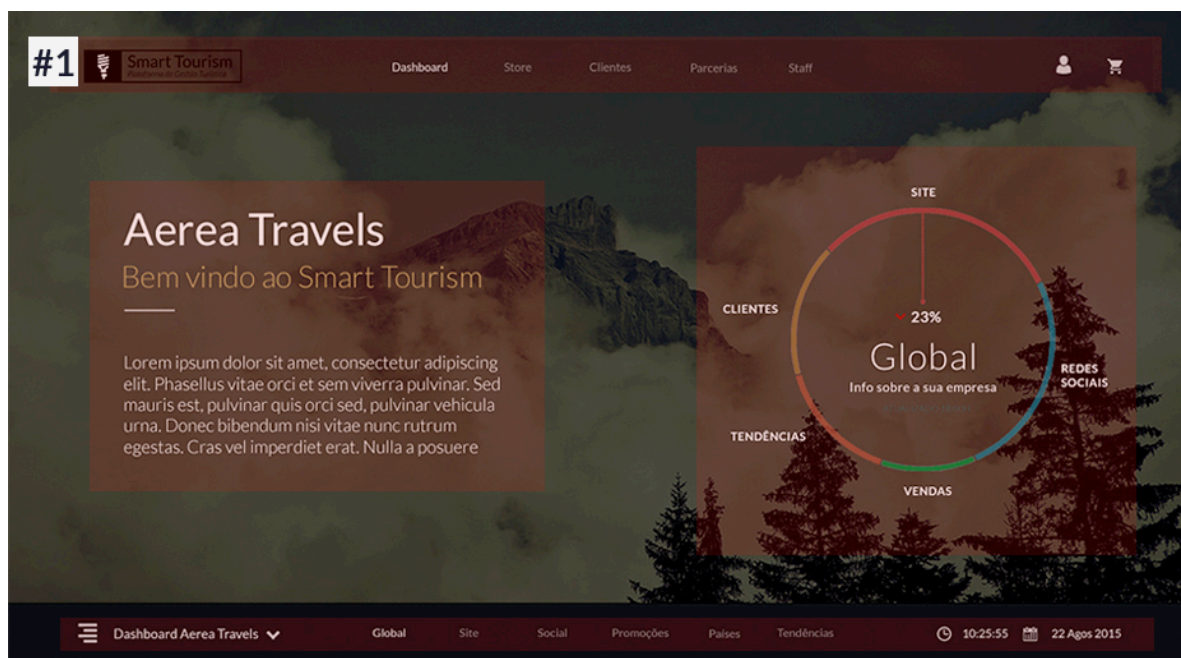 #1
Smart Tourism
Plataforma de Gestão Turística
Dashboard Store Clientes Parcerias Staff
Aerea Travels
Bem vindo ao Smart Tourism
Lorem ipsum dolor sit amet, consectetur adipiscing
elit. Phasellus vitae orci et sem viverra pulvinar. Sed
mauris est, pulvinar quis orci sed, pulvinar vehicula
urna. Donec bibendum nisi vitae nunc rutrum
egestas. Cras vel imperdiet erat. Nulla a posuere
SITE
CLIENTES
23%
Global
Info sobre a sua empresa
REDES
SOCIAIS
TENDÊNCIAS
VENDAS
Dashboard Aerea Travels Global Site Social Promoções Países Tendências 10:25:55 22 Agos 2015